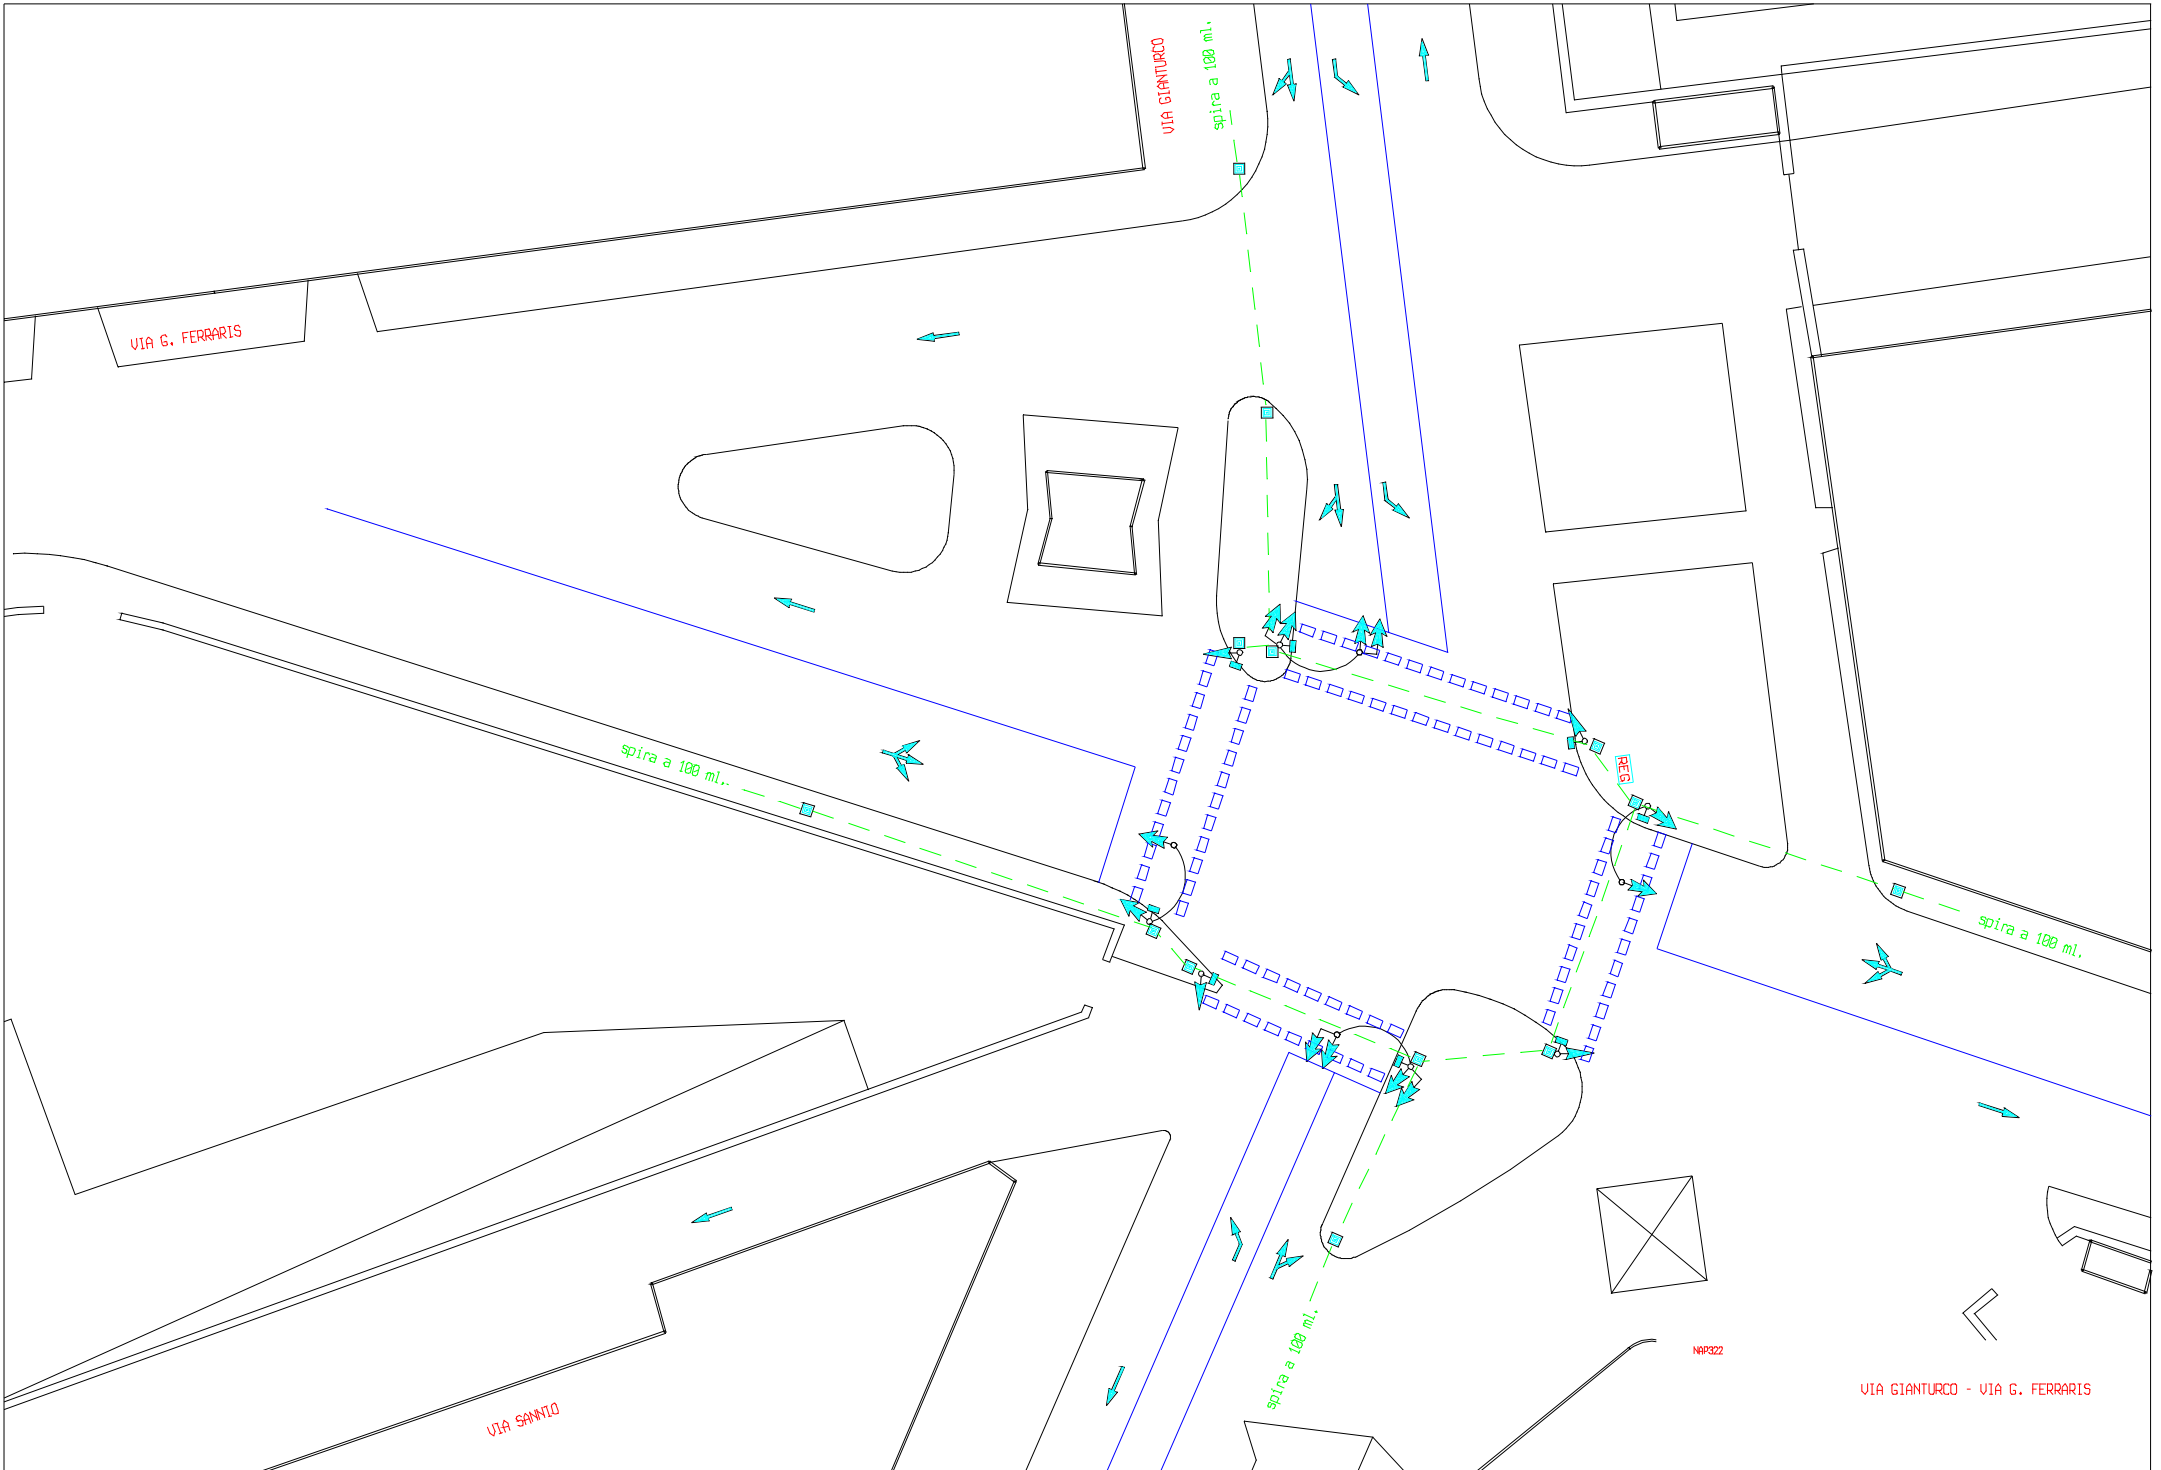 VIA GIANTURCO
spira a 100 ml.
VIA G. FERRARIS
spira a 100 ml.
REG
spira a 100 ml.
spira a 100 ml.
NAP322
VIA GIANTURCO - VIA G. FERRARIS
VIA SANNIO